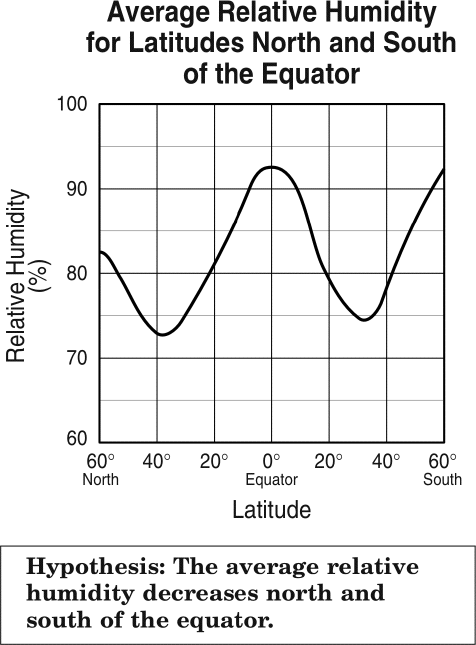 Average Relative Humidity
for Latitudes North and South
of the Equator
100
90
80
70
60
Relative Humidity
(%)
60° 40° 20° 0° 20° 40° 60°
North Equator South
Latitude
Hypothesis: The average relative
humidity decreases north and
south of the equator.